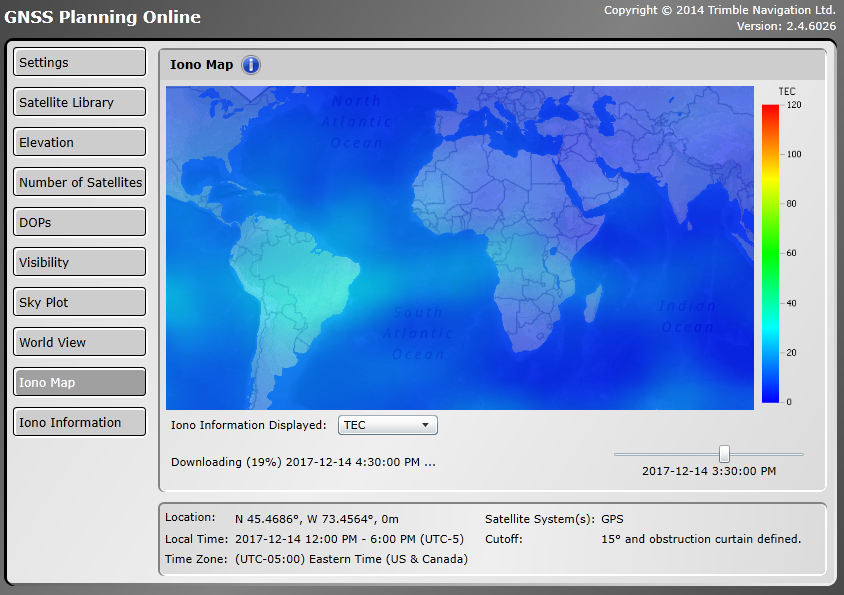 GNSS Planning Online
Copyright © 2014 Trimble Navigation Ltd.
Version: 2.4.6026
Settings
Satellite Library
Elevation
Number of Satellites
DOPs
Visibility
Sky Plot
World View
Iono Map
Iono Information
Iono Map
North
Atlantic
Ocean
South
Atlantic
Ocean
Indian
Ocean
TEC
120
100
80
60
40
20
0
Iono Information Displayed: TEC
Downloading (19%) 2017-12-14 4:30:00 PM ...
2017-12-14 3:30:00 PM
Location: N 45.4686°, W 73.4564°, 0m
Local Time: 2017-12-14 12:00 PM - 6:00 PM (UTC-5)
Time Zone: (UTC-05:00) Eastern Time (US & Canada)
Satellite System(s): GPS
Cutoff: 15° and obstruction curtain defined.